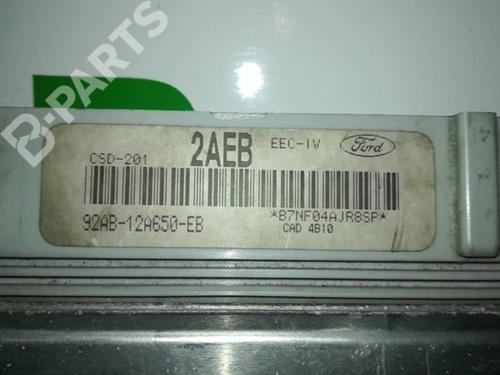 B-PARTS
CSD-201 2AEB EEC-IV Ford
92AB-12A650-EB *B7NF04AJR8SP*
CAD 4B10